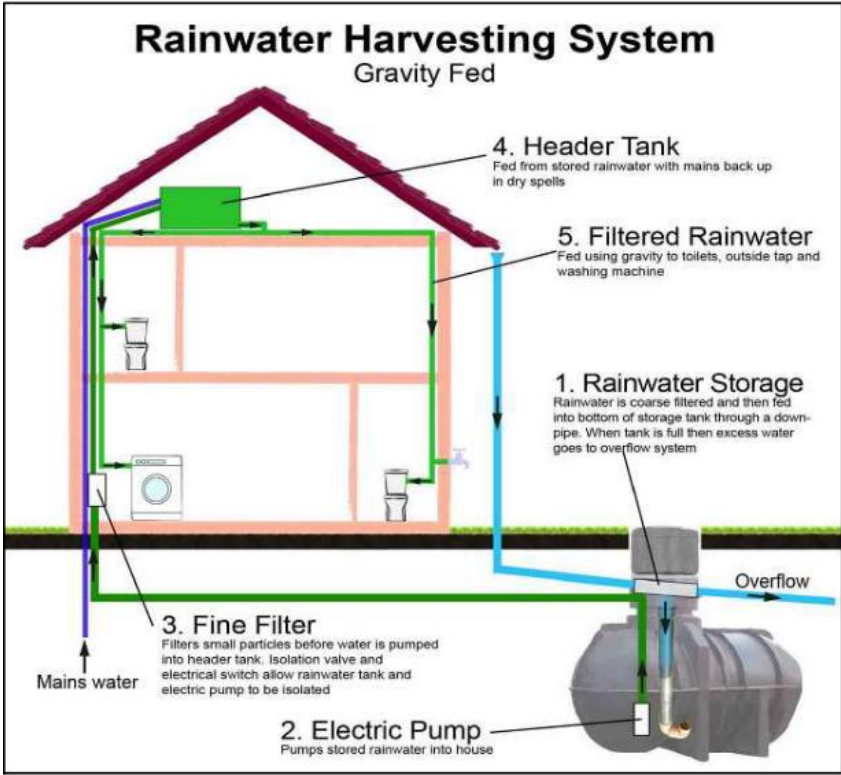 Rainwater Harvesting System
Gravity Fed
4. Header Tank
Fed from stored rainwater with mains back up
in dry spells
5. Filtered Rainwater
Fed using gravity to toilets, outside tap and
washing machine
1. Rainwater Storage
Rainwater is coarse filtered and then fed
into bottom of storage tank through a down-
pipe. When tank is full then excess water
goes to overflow system
Overflow
3. Fine Filter
Filters small particles before water is pumped
into header tank. Isolation valve and
electrical switch allow rainwater tank and
electric pump to be isolated
Mains water
2. Electric Pump
Pumps stored rainwater into house